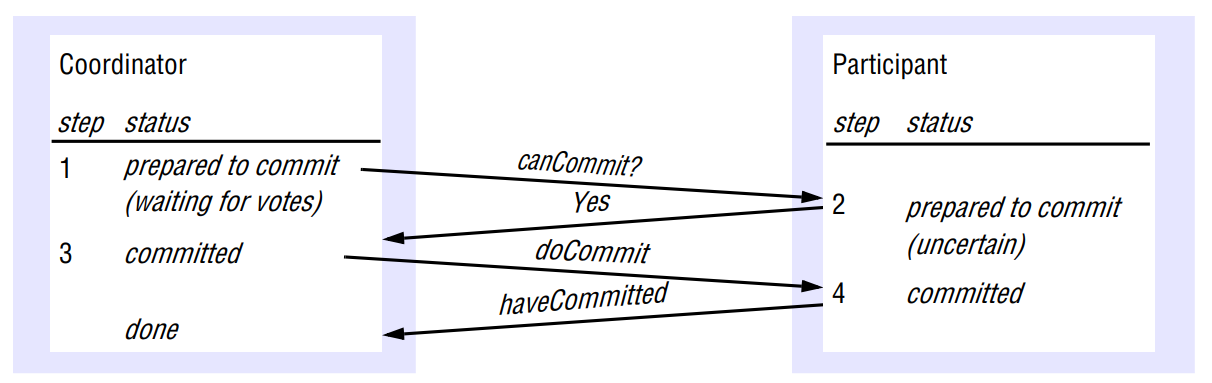 Coordinator
step status
1 prepared to commit
(waiting for votes)
3 committed
done
canCommit?
Yes
doCommit
haveCommitted
Participant
step status
2 prepared to commit
(uncertain)
4 committed